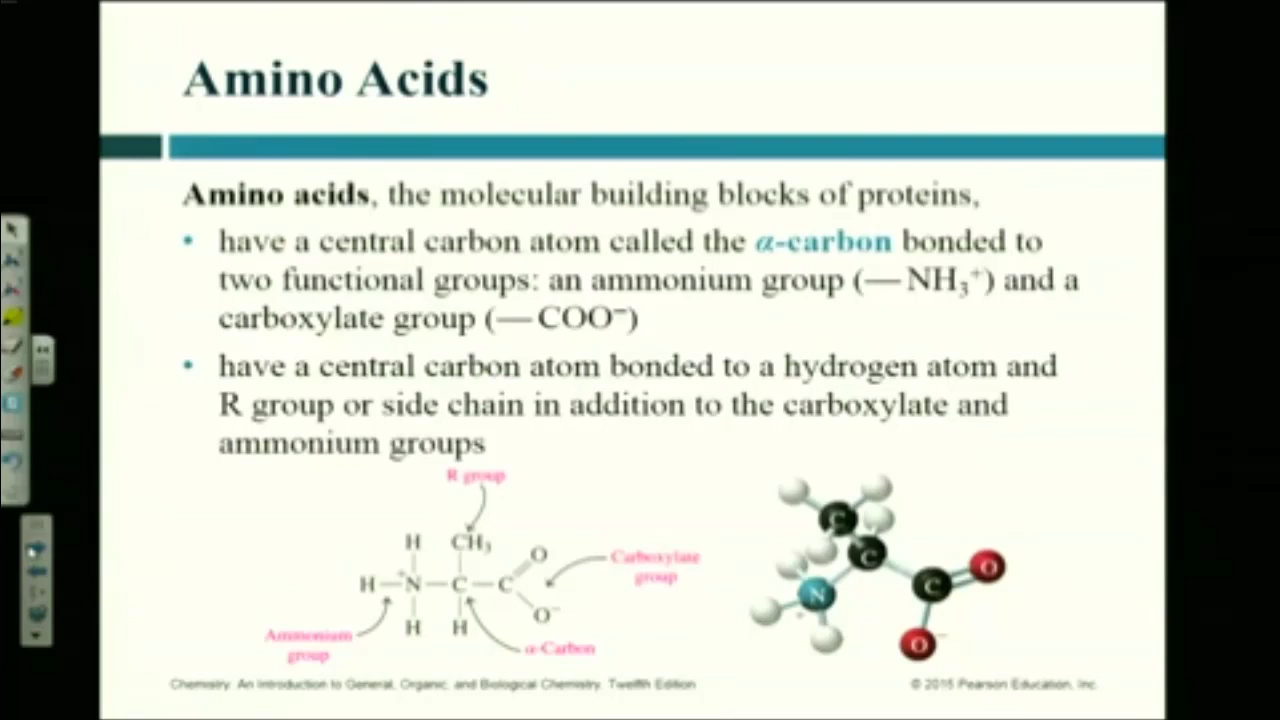 Amino Acids
Amino acids, the molecular building blocks of proteins,
• have a central carbon atom called the α-carbon bonded to
two functional groups: an ammonium group (—NH₃⁺) and a
carboxylate group (—COO⁻)
• have a central carbon atom bonded to a hydrogen atom and
R group or side chain in addition to the carboxylate and
ammonium groups
R group
H CH₃ O
H—⁺N—C—C
O⁻
H H
Carboxylate
group
Ammonium
group
α-Carbon
C
C
C
O
N
+
O
−
Chemistry: An Introduction to General, Organic, and Biological Chemistry, Twelfth Edition
© 2015 Pearson Education, Inc.